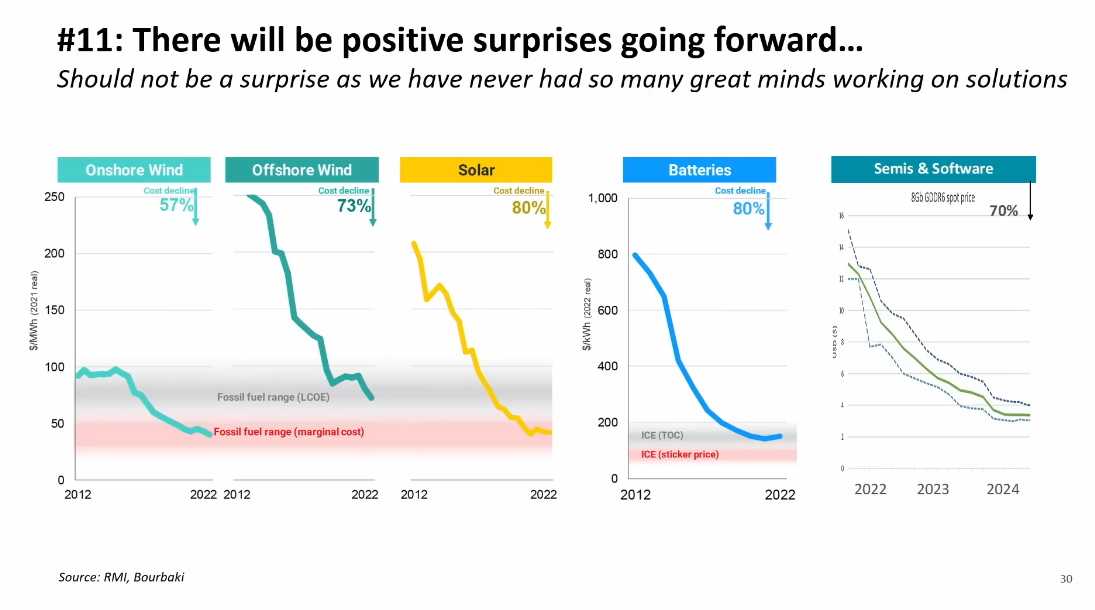 #11: There will be positive surprises going forward…
Should not be a surprise as we have never had so many great minds working on solutions
Onshore Wind
Offshore Wind
Solar
Batteries
Semis & Software
Cost decline
57%
Cost decline
73%
Cost decline
80%
Cost decline
80%
8Gb GDDR6 spot price
70%
$/MWh (2021 real)
250
200
150
100
50
0
Fossil fuel range (LCOE)
Fossil fuel range (marginal cost)
2012 2022
2012 2022
2012 2022
$/kWh (2022 real)
1,000
800
600
400
200
0
ICE (TOC)
ICE (sticker price)
2012 2022
16
14
12
10
8
6
4
2
0
2022 2023 2024
Source: RMI, Bourbaki
30